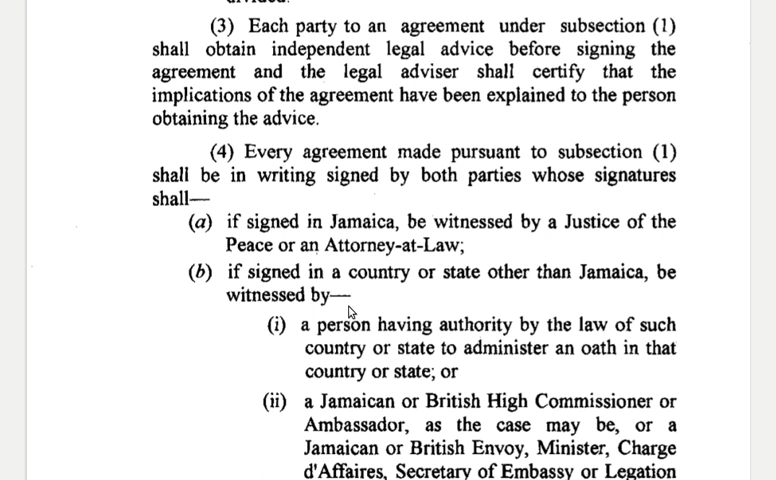 divided.
(3) Each party to an agreement under subsection (1)
shall obtain independent legal advice before signing the
agreement and the legal adviser shall certify that the
implications of the agreement have been explained to the person
obtaining the advice.
(4) Every agreement made pursuant to subsection (1)
shall be in writing signed by both parties whose signatures
shall—
(a) if signed in Jamaica, be witnessed by a Justice of the
Peace or an Attorney-at-Law;
(b) if signed in a country or state other than Jamaica, be
witnessed by—
(i) a person having authority by the law of such
country or state to administer an oath in that
country or state; or
(ii) a Jamaican or British High Commissioner or
Ambassador, as the case may be, or a
Jamaican or British Envoy, Minister, Charge
d'Affaires, Secretary of Embassy or Legation